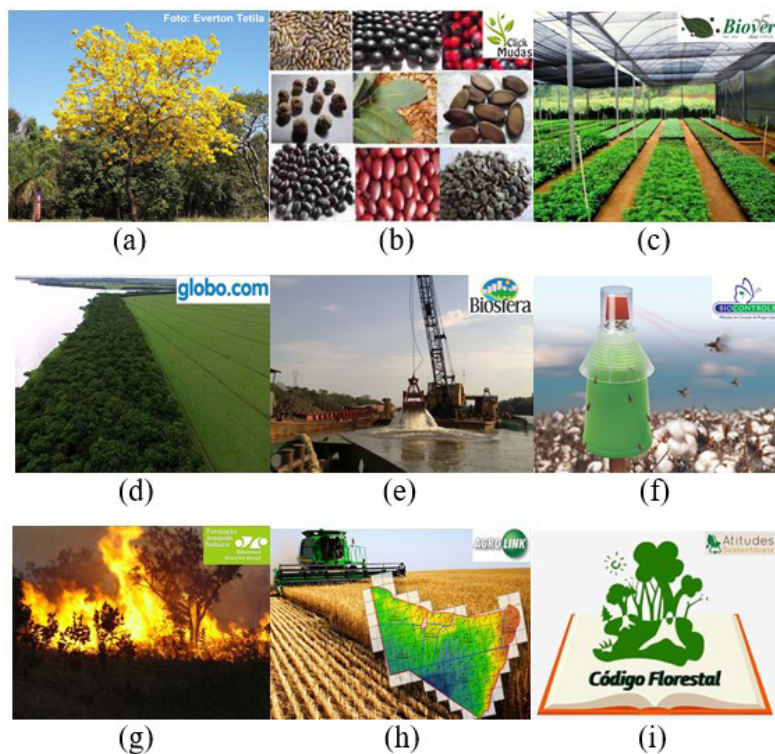 Foto: Everton Tetila
Click
Mudas
Biover
(a)
(b)
(c)
globo.com
Biosfera
BIOCONTROLE
(d)
(e)
(f)
Fundação
Joaquim
Nabuco
AGROLINK
Atitudes
Sustentáveis
Código Florestal
(g)
(h)
(i)